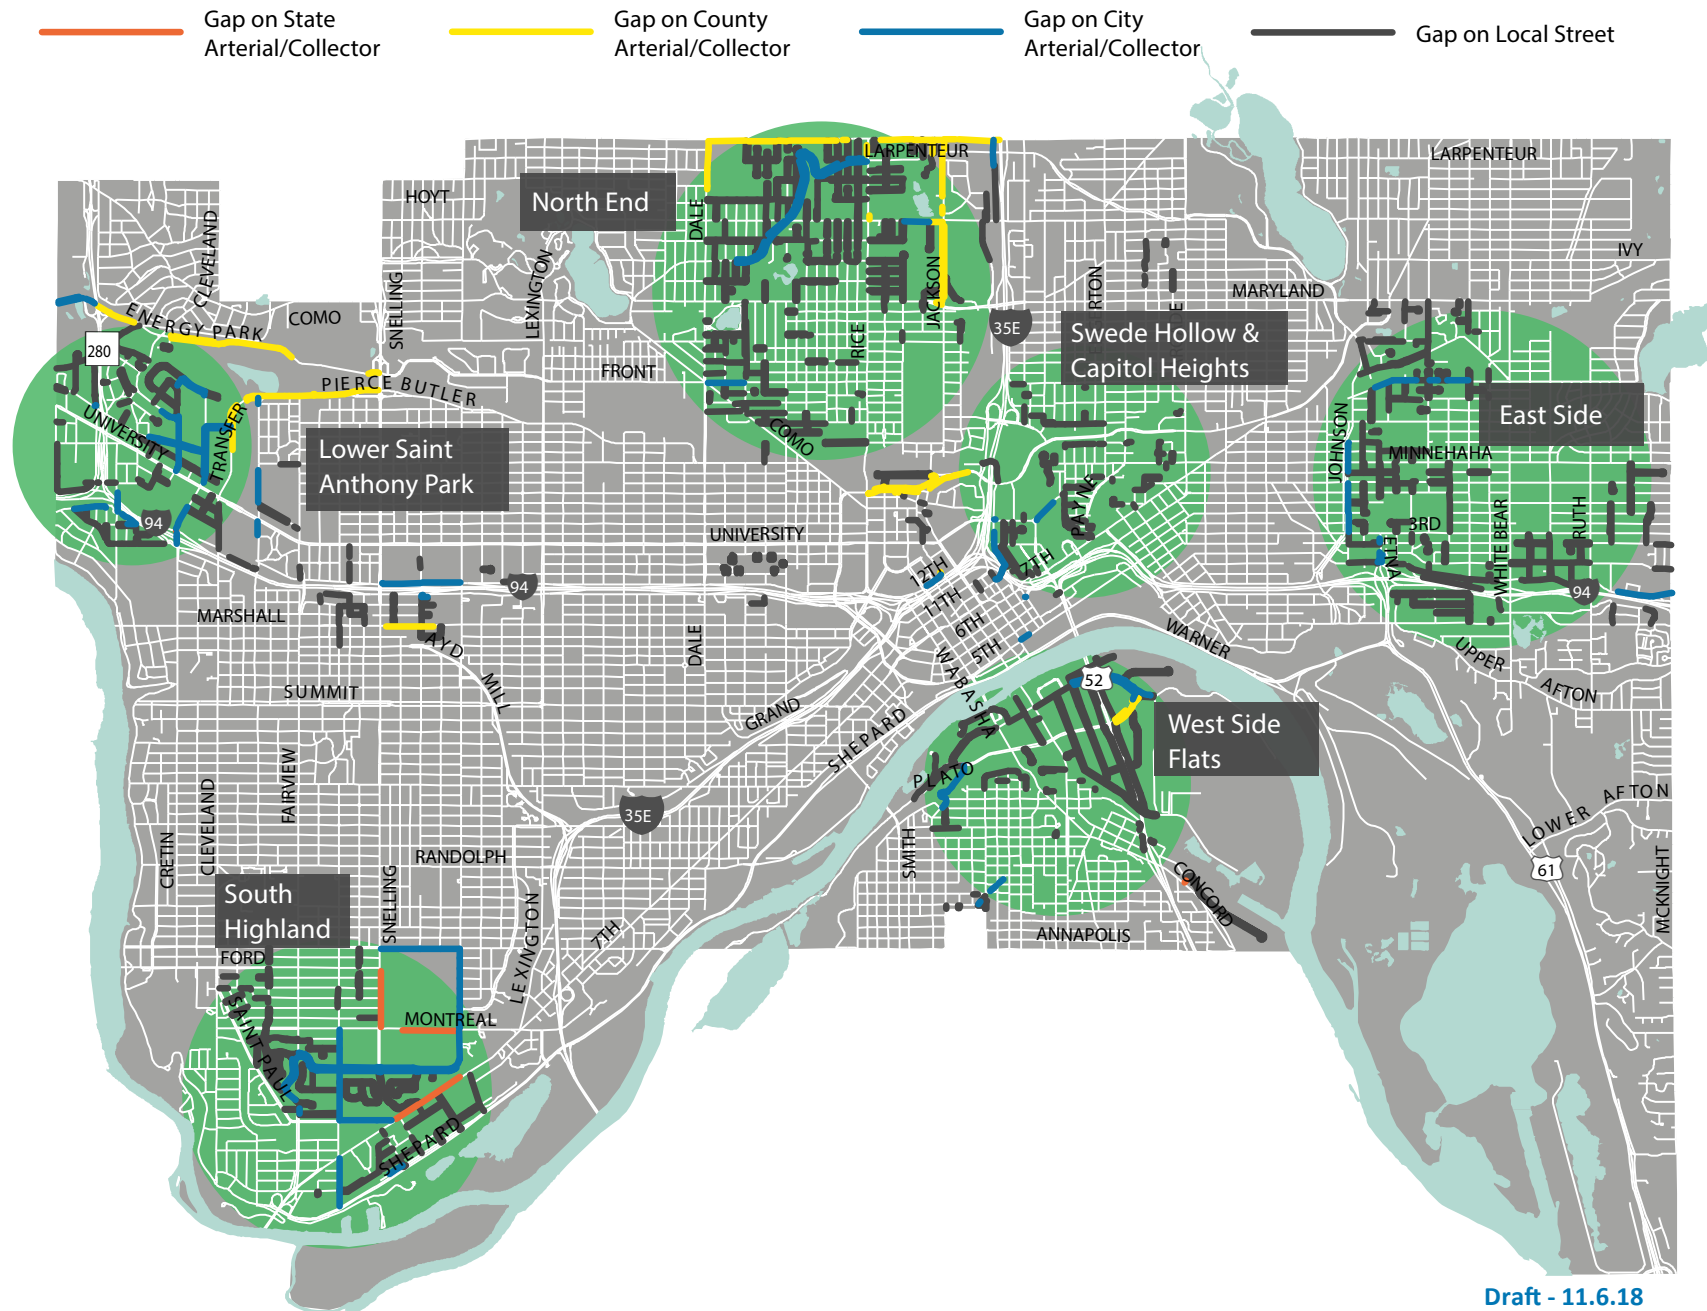 Gap on State
Arterial/Collector
Gap on County
Arterial/Collector
Gap on City
Arterial/Collector
Gap on Local Street
LARPENTEUR
LARPENTEUR
HOYT
North End
DALE
CLEVELAND
IVY
LEXINGTON
SNELLING
JACKSON
MARYLAND
ENERGY PARK
COMO
35E
RICE
Swede Hollow &
Capitol Heights
280
FRONT
PIERCE BUTLER
East Side
UNIVERSITY
TRANSFER
Lower Saint
Anthony Park
COMO
JOHNSON
MINNEHAHA
PAYNE
94
UNIVERSITY
3RD
WHITE BEAR
RUTH
ETNA
7TH
12TH
94
94
11TH
MARSHALL
6TH
5TH
DALE
AYD
MILL
WABASHA
WARNER
UPPER
AFTON
SUMMIT
52
GRAND
SHEPARD
West Side
Flats
FAIRVIEW
CLEVELAND
PLATO
LOWER AFTON
35E
CRETIN
RANDOLPH
SMITH
61
MCKNIGHT
CONCORD
South
Highland
SNELLING
LEXINGTON
7TH
ANNAPOLIS
FORD
SAINT PAUL
MONTREAL
SHEPARD
Draft - 11.6.18